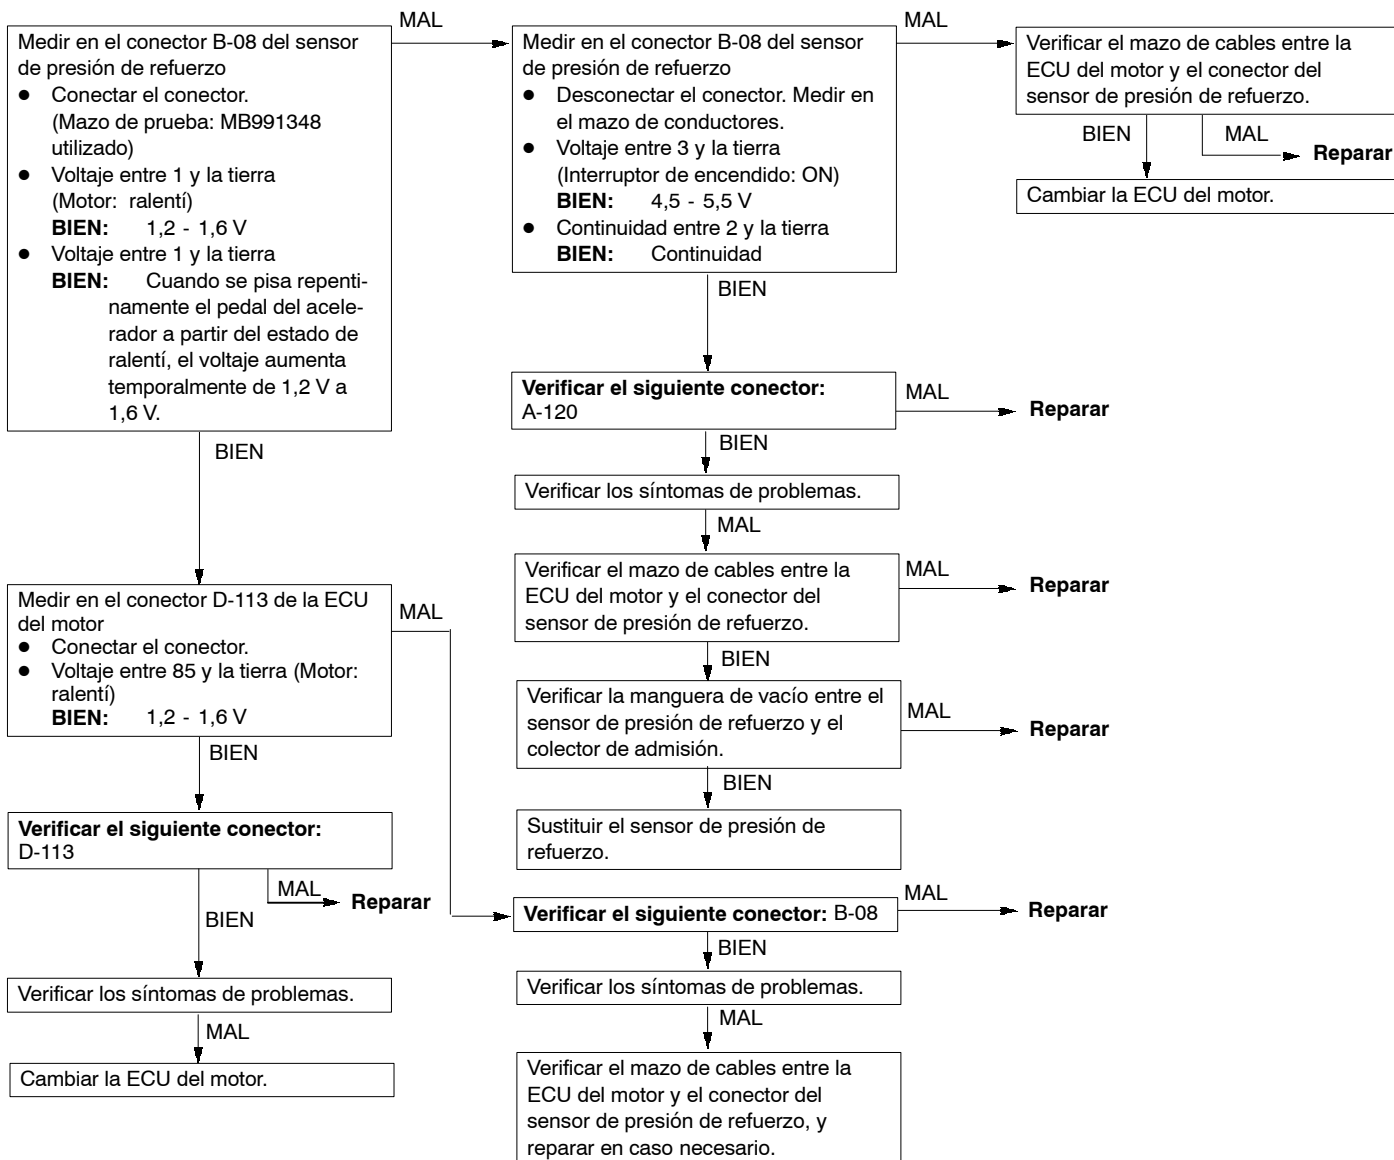 Medir en el conector B-08 del sensor
de presión de refuerzo
● Conectar el conector.
(Mazo de prueba: MB991348
utilizado)
● Voltaje entre 1 y la tierra
(Motor: ralentí)
BIEN: 1,2 - 1,6 V
● Voltaje entre 1 y la tierra
BIEN: Cuando se pisa repenti-
namente el pedal del acele-
rador a partir del estado de
ralentí, el voltaje aumenta
temporalmente de 1,2 V a
1,6 V.
MAL
BIEN
Medir en el conector D-113 de la ECU
del motor
● Conectar el conector.
● Voltaje entre 85 y la tierra (Motor:
ralentí)
BIEN: 1,2 - 1,6 V
MAL
BIEN
Verificar el siguiente conector:
D-113
MAL
Reparar
BIEN
Verificar los síntomas de problemas.
MAL
Cambiar la ECU del motor.
Medir en el conector B-08 del sensor
de presión de refuerzo
● Desconectar el conector. Medir en
el mazo de conductores.
● Voltaje entre 3 y la tierra
(Interruptor de encendido: ON)
BIEN: 4,5 - 5,5 V
● Continuidad entre 2 y la tierra
BIEN: Continuidad
MAL
BIEN
Verificar el siguiente conector:
A-120
MAL
Reparar
BIEN
Verificar los síntomas de problemas.
MAL
Verificar el mazo de cables entre la
ECU del motor y el conector del
sensor de presión de refuerzo.
MAL
Reparar
BIEN
Verificar la manguera de vacío entre el
sensor de presión de refuerzo y el
colector de admisión.
MAL
Reparar
BIEN
Sustituir el sensor de presión de
refuerzo.
Verificar el siguiente conector: B-08
MAL
Reparar
BIEN
Verificar los síntomas de problemas.
MAL
Verificar el mazo de cables entre la
ECU del motor y el conector del
sensor de presión de refuerzo, y
reparar en caso necesario.
Verificar el mazo de cables entre la
ECU del motor y el conector del
sensor de presión de refuerzo.
BIEN
MAL
Reparar
Cambiar la ECU del motor.